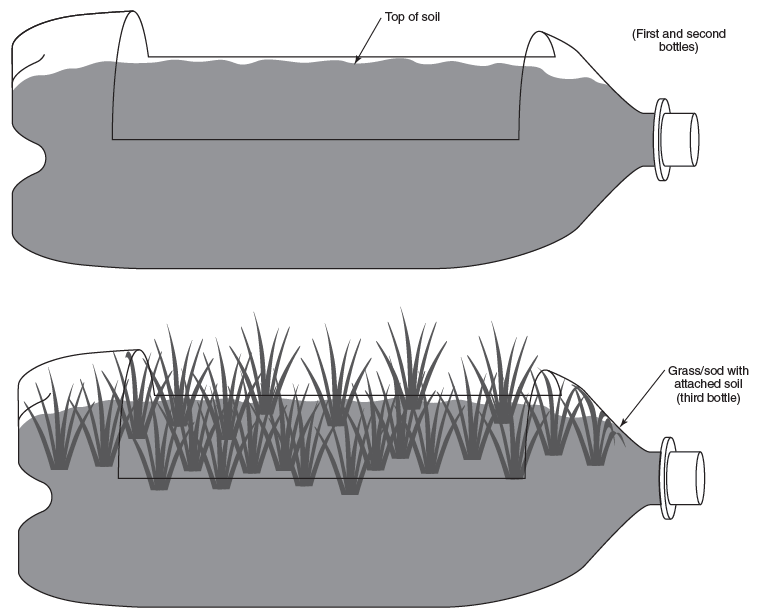 Top of soil
(First and second
bottles)
Grass/sod with
attached soil
(third bottle)